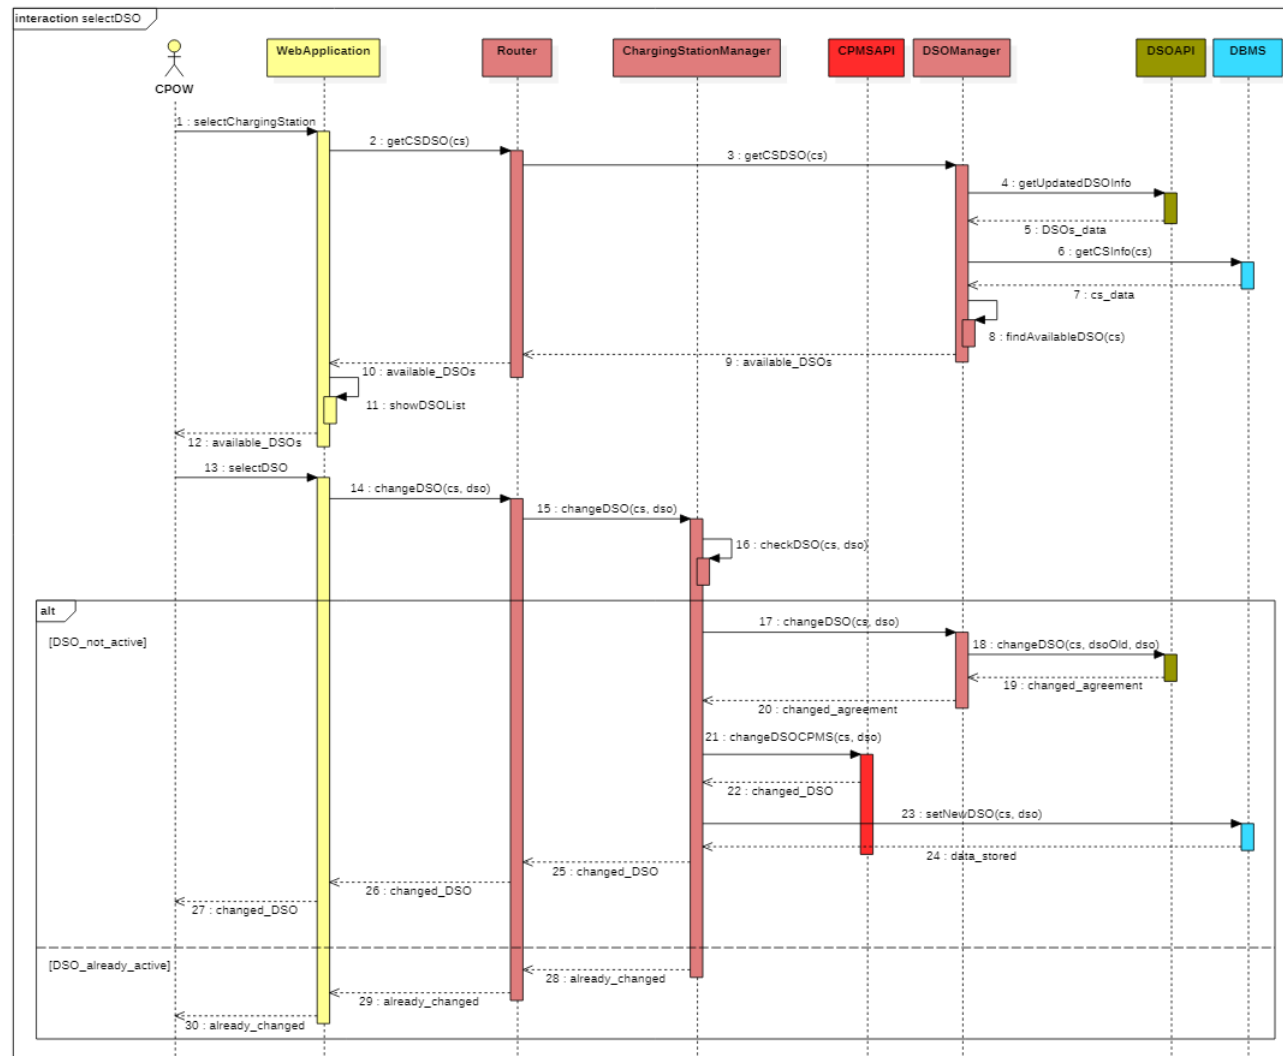 interaction selectDSO
CPOW
WebApplication
Router
ChargingStationManager
CPMSAPI
DSOManager
DSOAPI
DBMS
1 : selectChargingStation
2 : getCSDSO(cs)
3 : getCSDSO(cs)
4 : getUpdatedDSOInfo
5 : DSOs_data
6 : getCSInfo(cs)
7 : cs_data
8 : findAvailableDSO(cs)
9 : available_DSOs
10 : available_DSOs
11 : showDSOList
12 : available_DSOs
13 : selectDSO
14 : changeDSO(cs, dso)
15 : changeDSO(cs, dso)
16 : checkDSO(cs, dso)
alt
[DSO_not_active]
17 : changeDSO(cs, dso)
18 : changeDSO(cs, dsoOld, dso)
19 : changed_agreement
20 : changed_agreement
21 : changeDSOCPMS(cs, dso)
22 : changed_DSO
23 : setNewDSO(cs, dso)
24 : data_stored
25 : changed_DSO
26 : changed_DSO
27 : changed_DSO
[DSO_already_active]
28 : already_changed
29 : already_changed
30 : already_changed